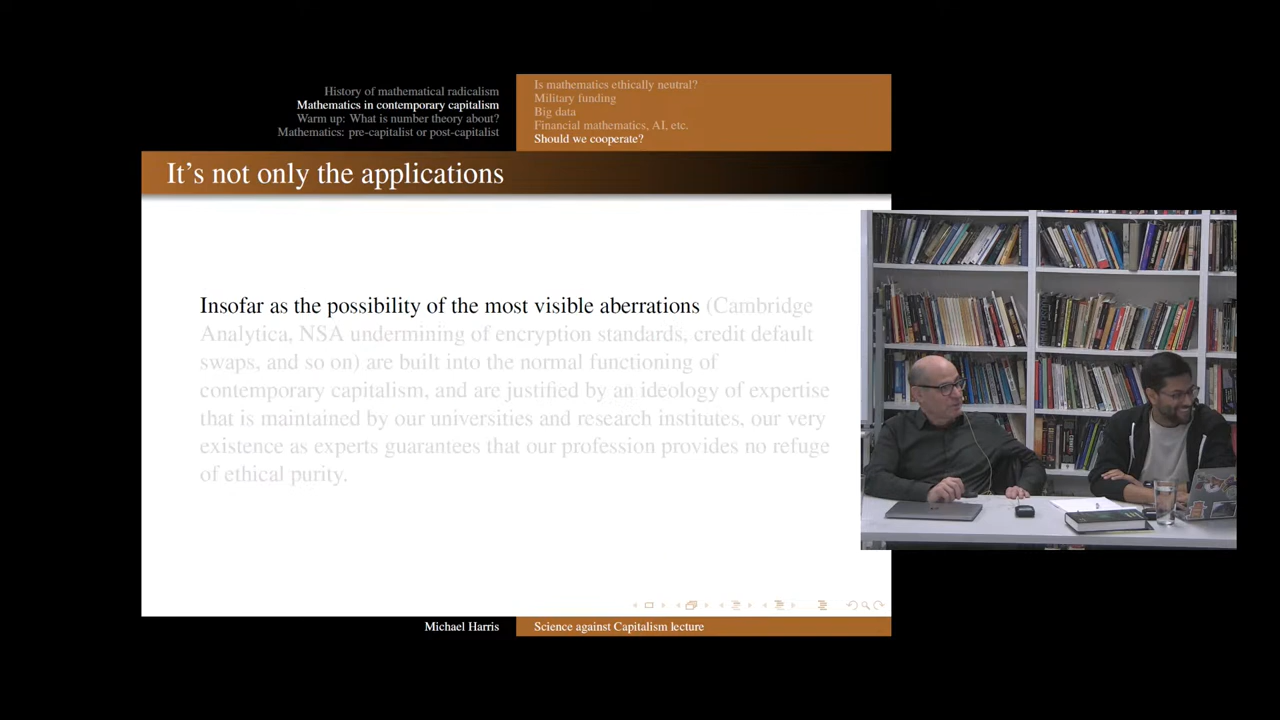 History of mathematical radicalism
Mathematics in contemporary capitalism
Warm up: What is number theory about?
Mathematics: pre-capitalist or post-capitalist
Is mathematics ethically neutral?
Military funding
Big data
Financial mathematics, AI, etc.
Should we cooperate?
It's not only the applications
Insofar as the possibility of the most visible aberrations (Cambridge
Analytica, NSA undermining of encryption standards, credit default
swaps, and so on) are built into the normal functioning of
contemporary capitalism, and are justified by an ideology of expertise
that is maintained by our universities and research institutes, our very
existence as experts guarantees that our profession provides no refuge
of ethical purity.
Michael Harris
Science against Capitalism lecture